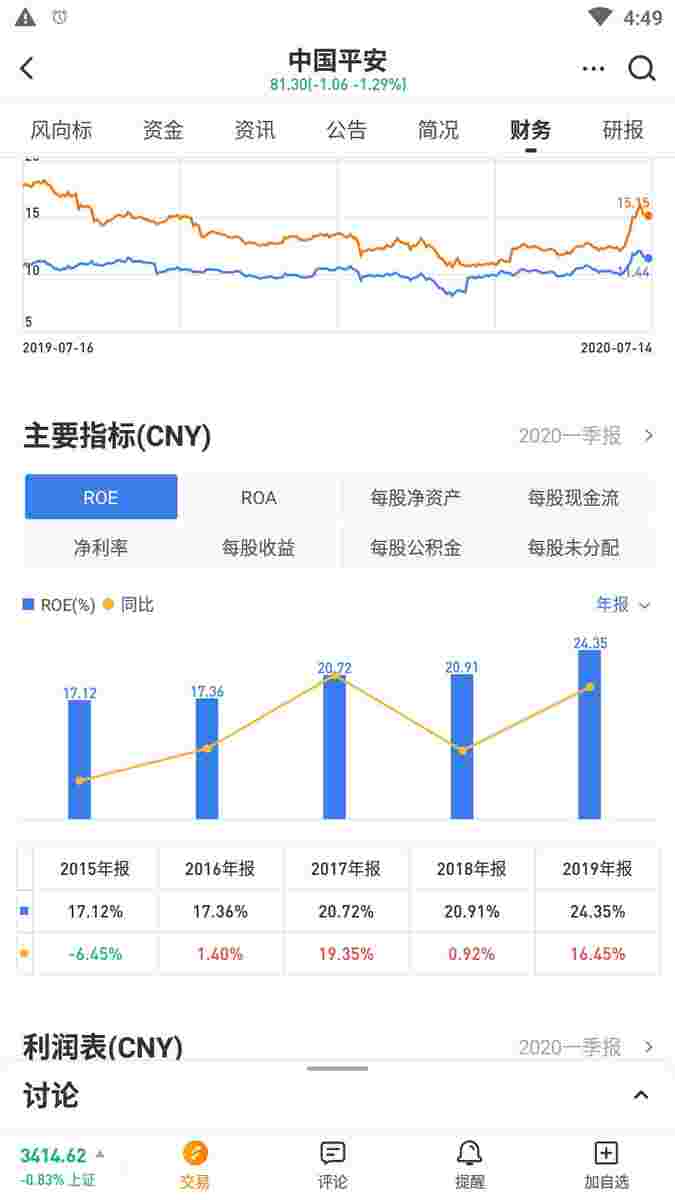 4:49
中国平安
81.30(-1.06 -1.29%)
风向标 资金 资讯 公告 简况 财务 研报
20
15
15.15
10
11.44
5
2019-07-16 2020-07-14
主要指标(CNY) 2020一季报
ROE ROA 每股净资产 每股现金流
净利率 每股收益 每股公积金 每股未分配
ROE(%) 同比 年报
17.12 17.36 20.72 20.91 24.35
2015年报 2016年报 2017年报 2018年报 2019年报
17.12% 17.36% 20.72% 20.91% 24.35%
-6.45% 1.40% 19.35% 0.92% 16.45%
利润表(CNY) 2020一季报
讨论
3414.62
-0.83% 上证
交易 评论 提醒 加自选